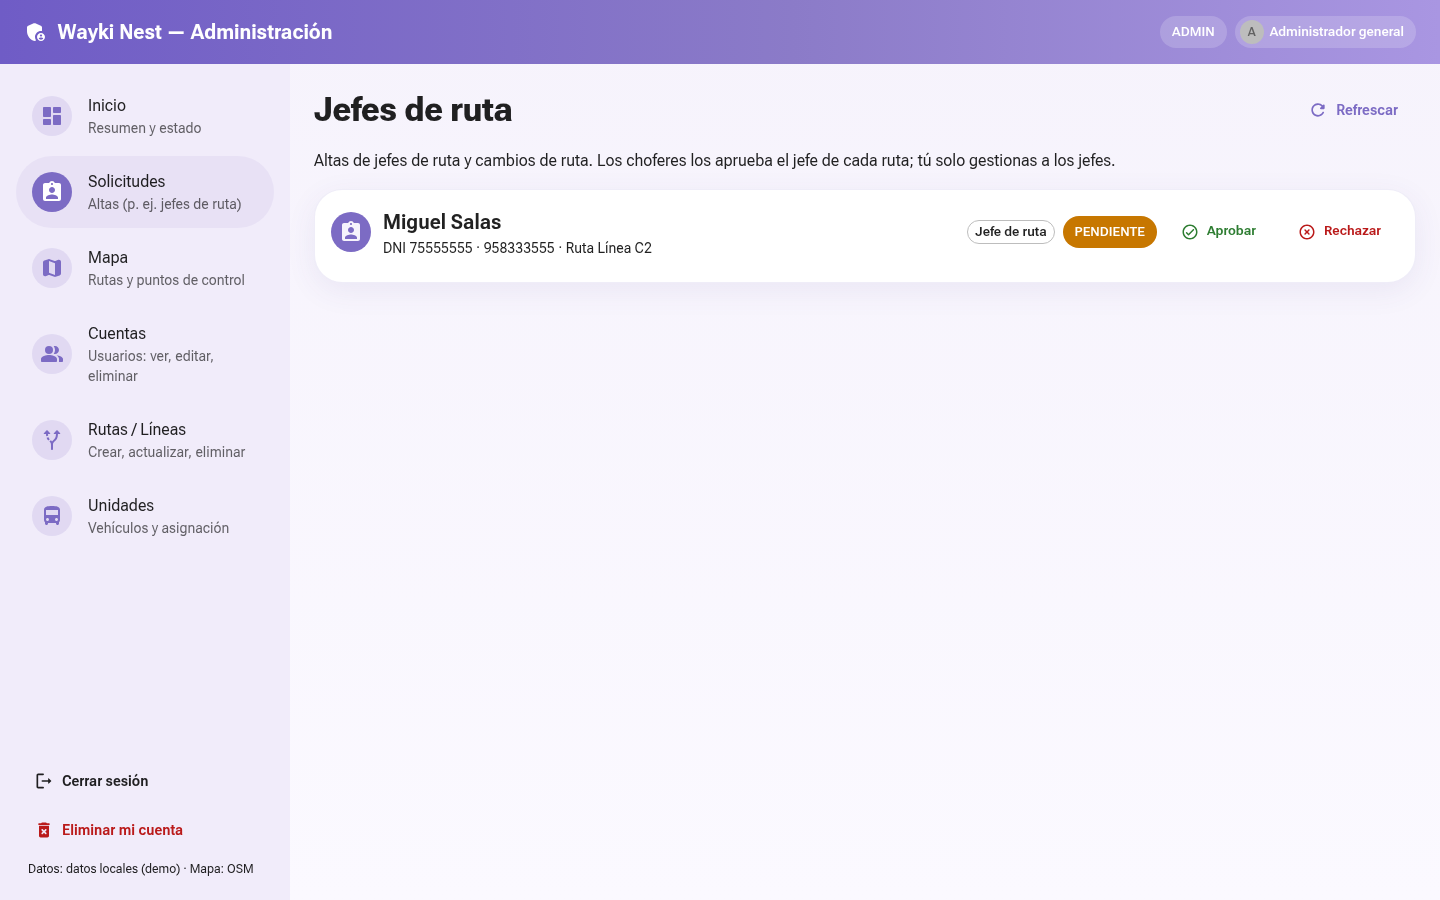 Wayki Nest — Administración
ADMIN
A
Administrador general
Inicio
Resumen y estado
Solicitudes
Altas (p. ej. jefes de ruta)
Mapa
Rutas y puntos de control
Cuentas
Usuarios: ver, editar,
eliminar
Rutas / Líneas
Crear, actualizar, eliminar
Unidades
Vehículos y asignación
Cerrar sesión
Eliminar mi cuenta
Datos: datos locales (demo) · Mapa: OSM
Jefes de ruta
Refrescar
Altas de jefes de ruta y cambios de ruta. Los choferes los aprueba el jefe de cada ruta; tú solo gestionas a los jefes.
Miguel Salas
DNI 75555555 · 958333555 · Ruta Línea C2
Jefe de ruta
PENDIENTE
Aprobar
Rechazar